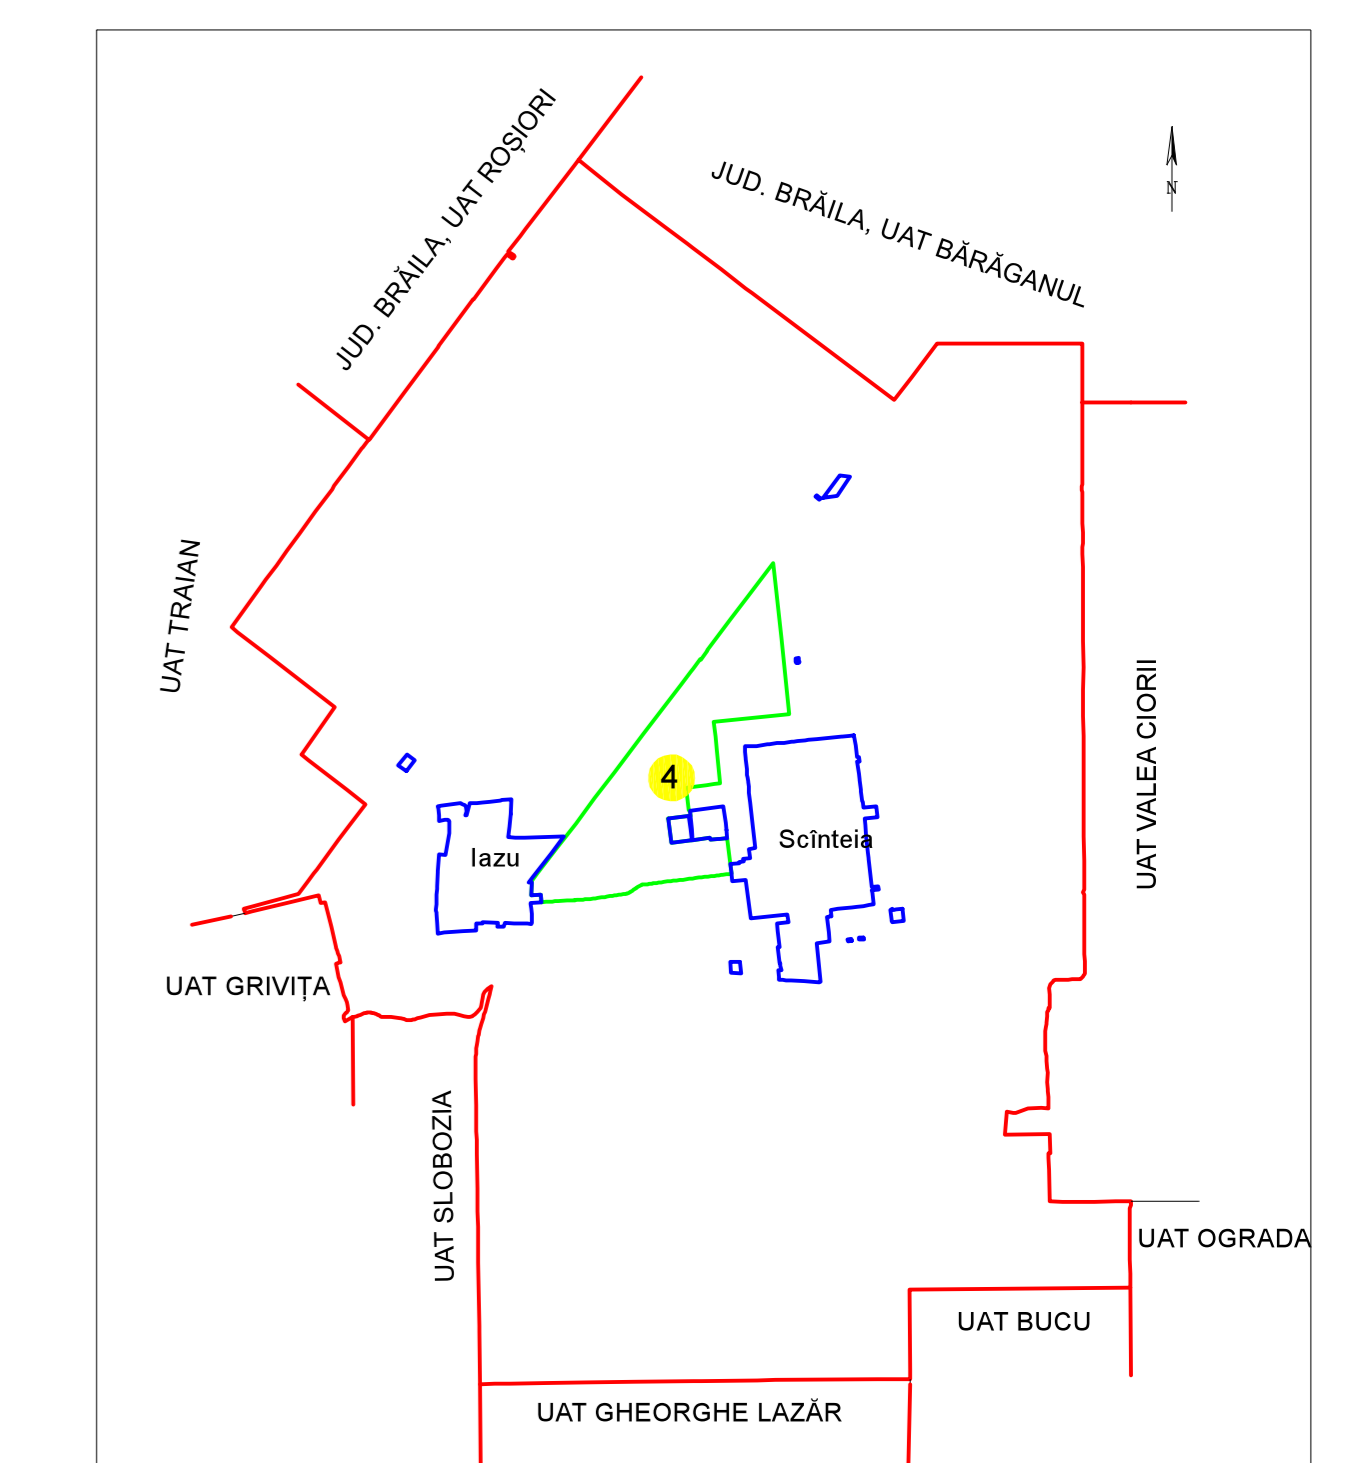 JUD. BRĂILA, UAT ROȘIORI
JUD. BRĂILA, UAT BĂRĂGANUL
N
UAT TRAIAN
UAT VALEA CIORII
4
Scînteia
Iazu
UAT GRIVIȚA
UAT SLOBOZIA
UAT OGRADA
UAT BUCU
UAT GHEORGHE LAZĂR